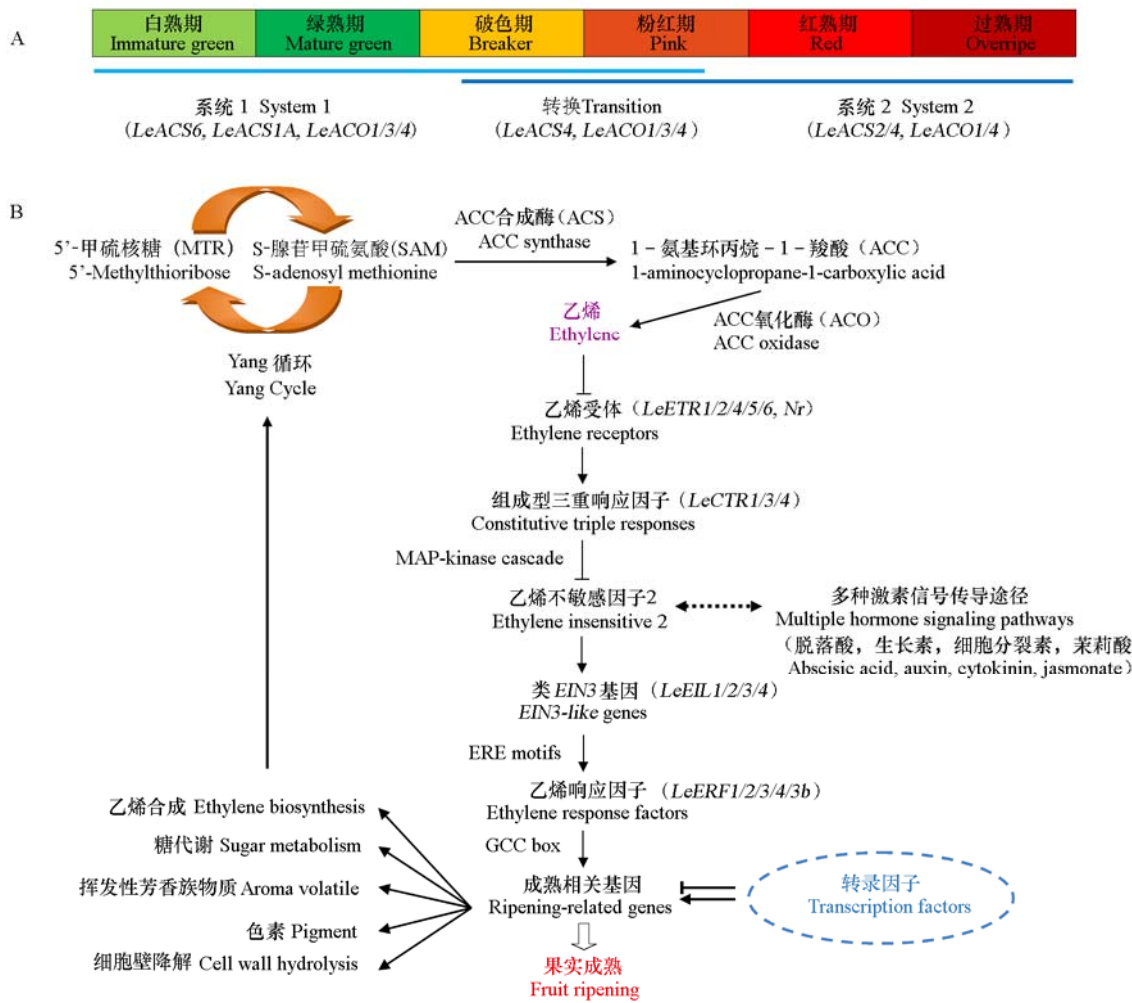 A
白熟期
Immature green
绿熟期
Mature green
破色期
Breaker
粉红期
Pink
红熟期
Red
过熟期
Overripe
系统 1 System 1
(LeACS6, LeACS1A, LeACO1/3/4)
转换Transition
(LeACS4, LeACO1/3/4)
系统 2 System 2
(LeACS2/4, LeACO1/4)
B
5’-甲硫核糖（MTR）
5’-Methylthioribose
S-腺苷甲硫氨酸(SAM)
S-adenosyl methionine
ACC合成酶(ACS)
ACC synthase
1－氨基环丙烷－1－羧酸（ACC）
1-aminocyclopropane-1-carboxylic acid
乙烯
Ethylene
ACC氧化酶(ACO)
ACC oxidase
Yang 循环
Yang Cycle
乙烯受体（LeETR1/2/4/5/6, Nr）
Ethylene receptors
组成型三重响应因子（LeCTR1/3/4）
Constitutive triple responses
MAP-kinase cascade
乙烯不敏感因子2
Ethylene insensitive 2
多种激素信号传导途径
Multiple hormone signaling pathways
（脱落酸，生长素，细胞分裂素，茉莉酸
Abscisic acid, auxin, cytokinin, jasmonate）
类 EIN3 基因（LeEIL1/2/3/4）
EIN3-like genes
ERE motifs
乙烯响应因子（LeERF1/2/3/4/3b）
Ethylene response factors
GCC box
乙烯合成 Ethylene biosynthesis
糖代谢 Sugar metabolism
挥发性芳香族物质 Aroma volatile
色素 Pigment
细胞壁降解 Cell wall hydrolysis
成熟相关基因
Ripening-related genes
转录因子
Transcription factors
果实成熟
Fruit ripening